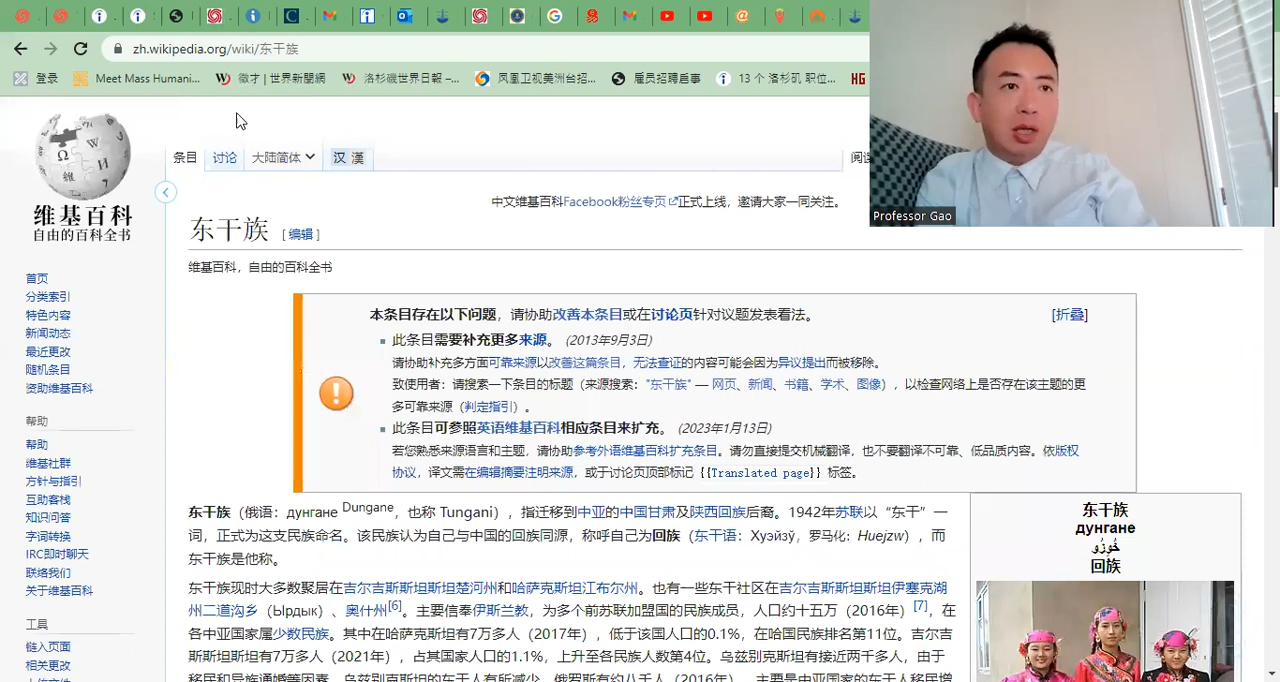 zh.wikipedia.org/wiki/东干族
登录
Meet Mass Humani...
徵才 | 世界新聞網
洛杉磯世界日報 –...
凤凰卫视美洲台招...
雇员招聘启事
13 个 洛杉矶 职位...
HG
Professor Gao
维基百科
自由的百科全书
条目
讨论
大陆简体
汉 漢
阅读
中文维基百科Facebook粉丝专页正式上线，邀请大家一同关注。
东干族 [编辑]
维基百科，自由的百科全书
本条目存在以下问题，请协助改善本条目或在讨论页针对议题发表看法。
[折叠]
此条目需要补充更多来源。 (2013年9月3日)
请协助补充多方面可靠来源以改善这篇条目，无法查证的内容可能会因为异议提出而被移除。
致使用者：请搜索一下条目的标题（来源搜索："东干族" — 网页、新闻、书籍、学术、图像），以检查网络上是否存在该主题的更
多可靠来源（判定指引）。
此条目可参照英语维基百科相应条目来扩充。 (2023年1月13日)
若您熟悉来源语言和主题，请协助参考外语维基百科扩充条目。请勿直接提交机械翻译，也不要翻译不可靠、低品质内容。依版权
协议，译文需在编辑摘要注明来源，或于讨论页顶部标记 {{Translated page}} 标签。
首页
分类索引
特色内容
新闻动态
最近更改
随机条目
资助维基百科
帮助
帮助
维基社群
方针与指引
互助客栈
知识问答
字词转换
IRC即时聊天
联络我们
关于维基百科
工具
链入页面
相关更改
东干族（俄语：дунгане Dungane，也称 Tungani），指迁移到中亚的中国甘肃及陕西回族后裔。1942年苏联以“东干”一
词，正式为这支民族命名。该民族认为自己与中国的回族同源，称呼自己为回族（东干语：Хуэйзў，罗马化：Huejzw），而
东干族是他称。
东干族现时大多数聚居在吉尔吉斯斯坦斯坦楚河州和哈萨克斯坦江布尔州。也有一些东干社区在吉尔吉斯斯坦斯坦伊塞克湖
州二道沟乡（Ырдык）、奥什州[6]。主要信奉伊斯兰教，为多个前苏联加盟国的民族成员，人口约十五万（2016年）[7]，在
各中亚国家属少数民族。其中在哈萨克斯坦有7万多人（2017年），低于该国人口的0.1%，在哈国民族排名第11位。吉尔吉
斯斯坦斯坦有7万多人（2021年），占其国家人口的1.1%，上升至各民族人数第4位。乌兹别克斯坦有接近两千多人，由于
东干族
дунгане
回族